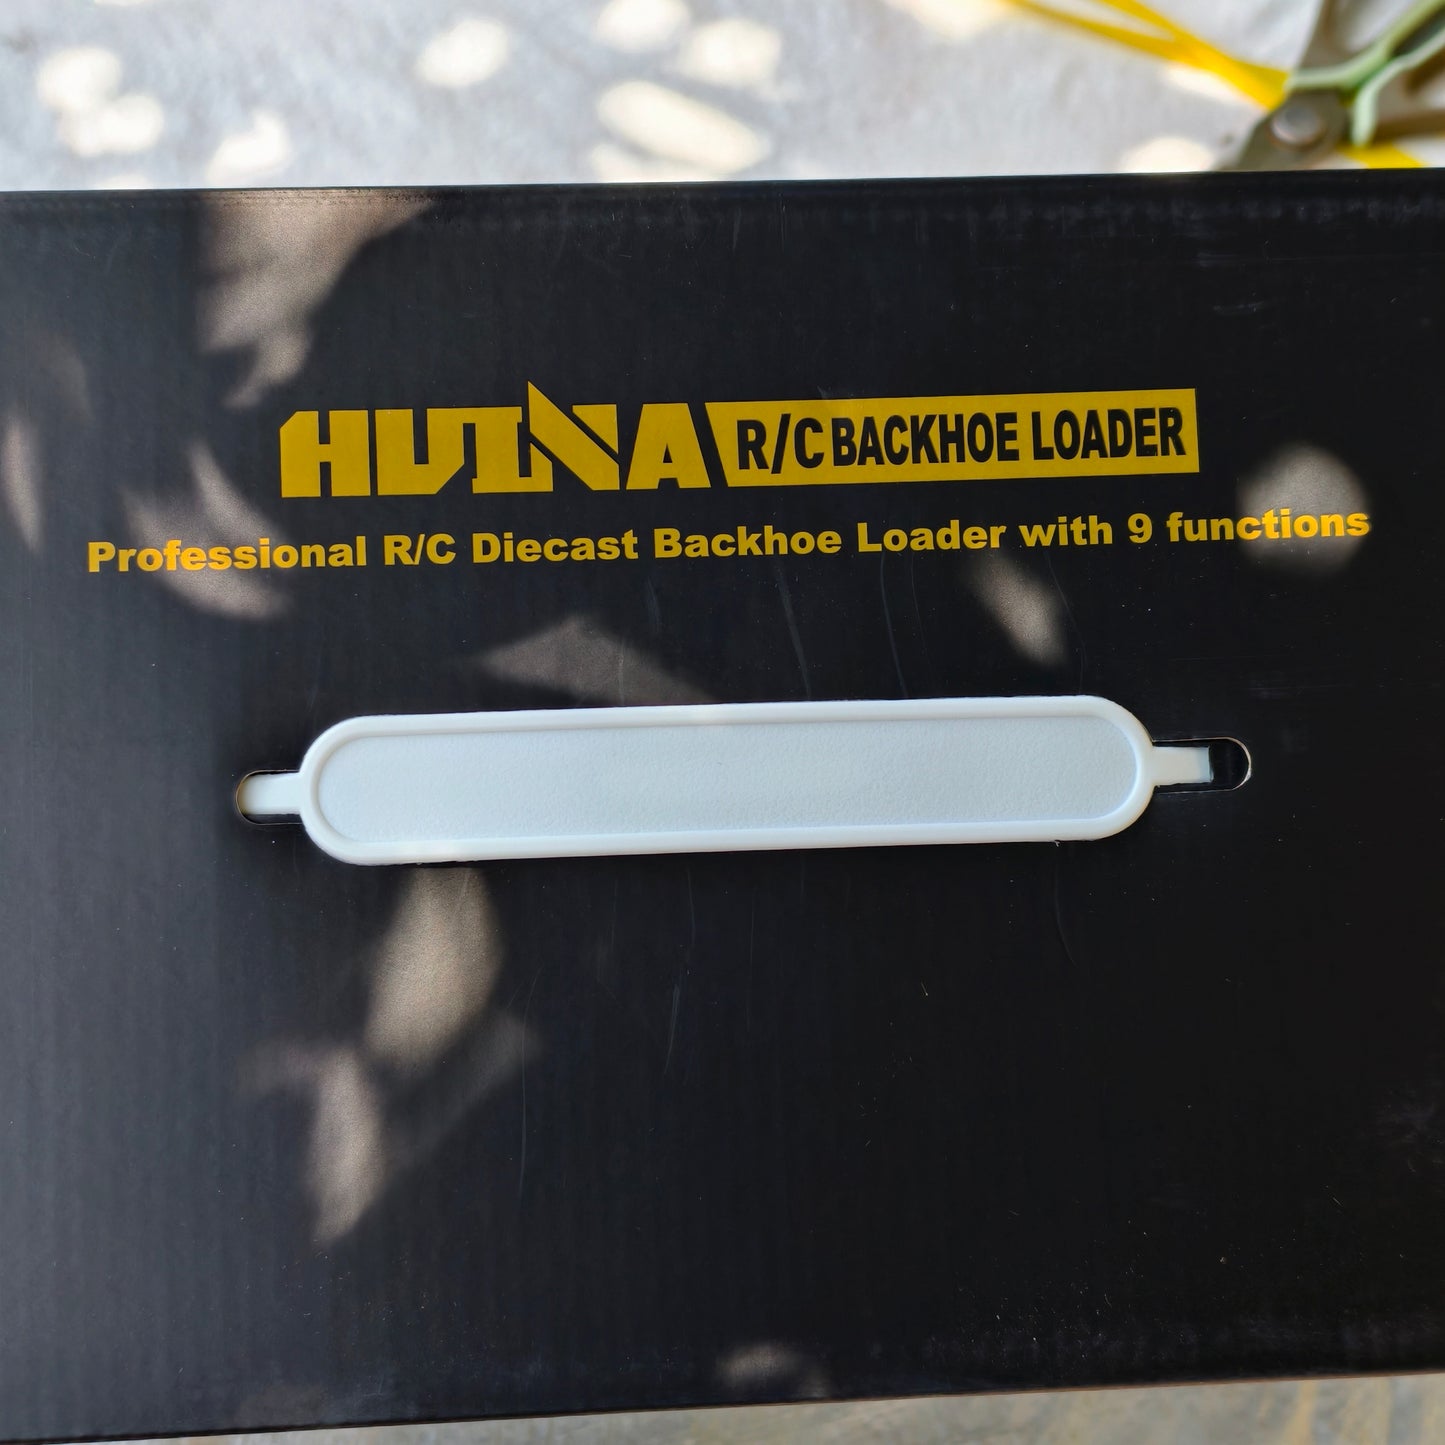 HUINA R/C BACKHOE LOADER
Professional R/C Diecast Backhoe Loader with 9 functions